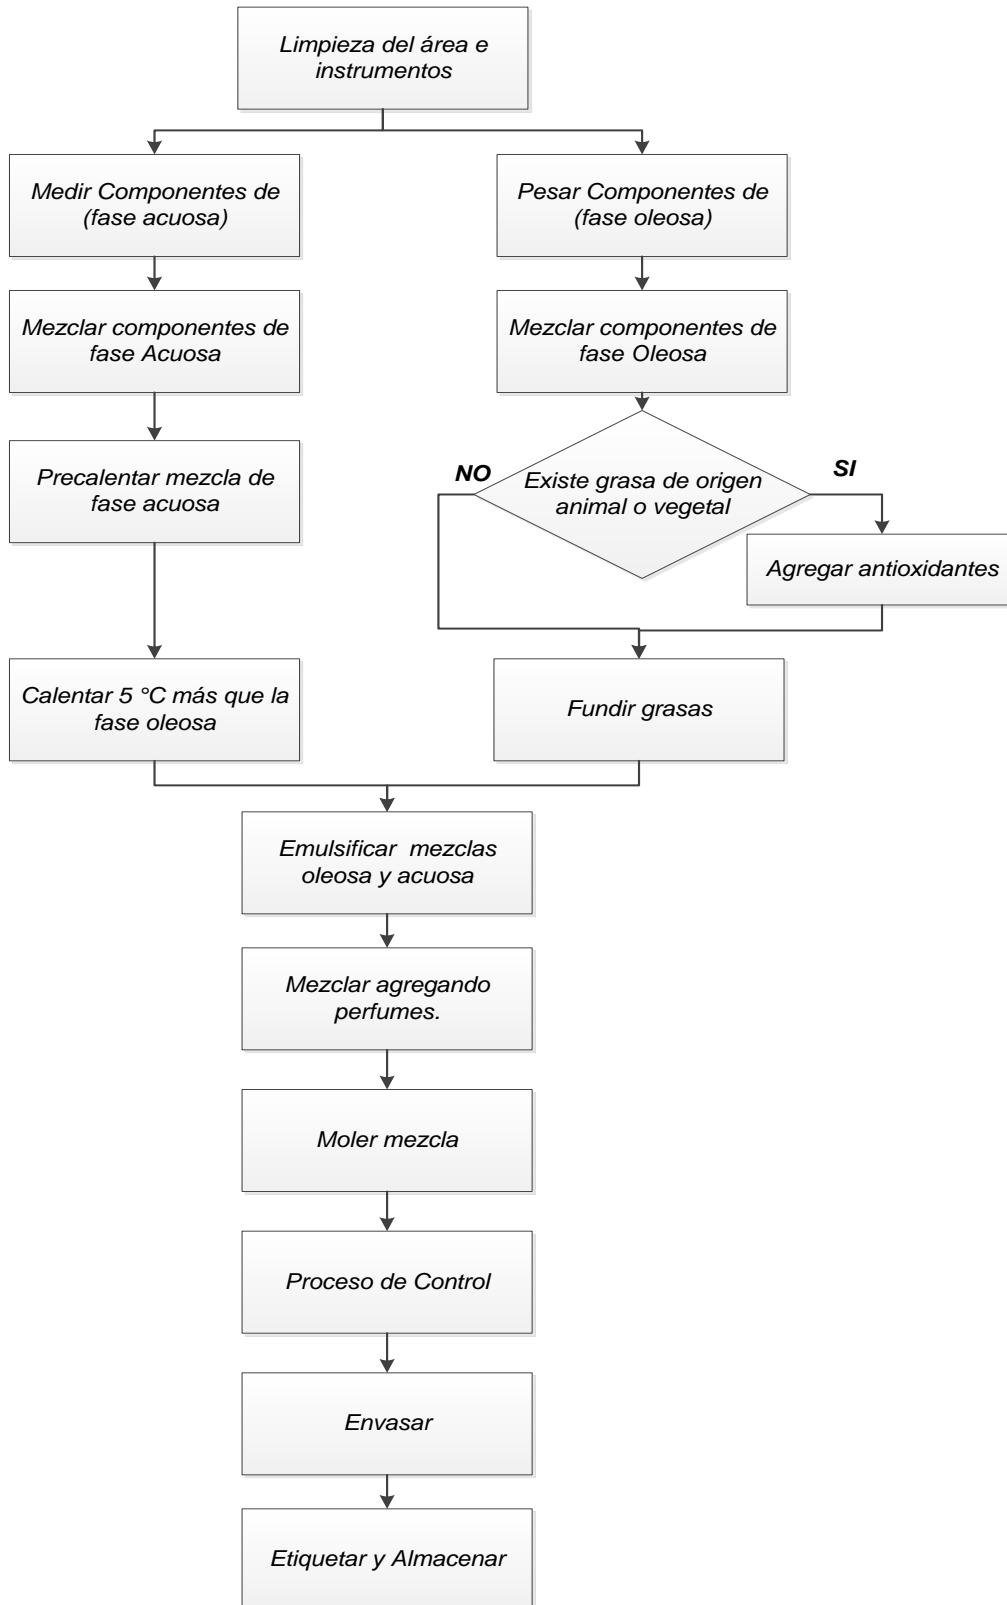 Limpieza del área e
instrumentos
Medir Componentes de
(fase acuosa)
Pesar Componentes de
(fase oleosa)
Mezclar componentes de
fase Acuosa
Mezclar componentes de
fase Oleosa
Precalentar mezcla de
fase acuosa
NO
Existe grasa de origen
animal o vegetal
SI
Agregar antioxidantes
Calentar 5 °C más que la
fase oleosa
Fundir grasas
Emulsificar mezclas
oleosa y acuosa
Mezclar agregando
perfumes.
Moler mezcla
Proceso de Control
Envasar
Etiquetar y Almacenar